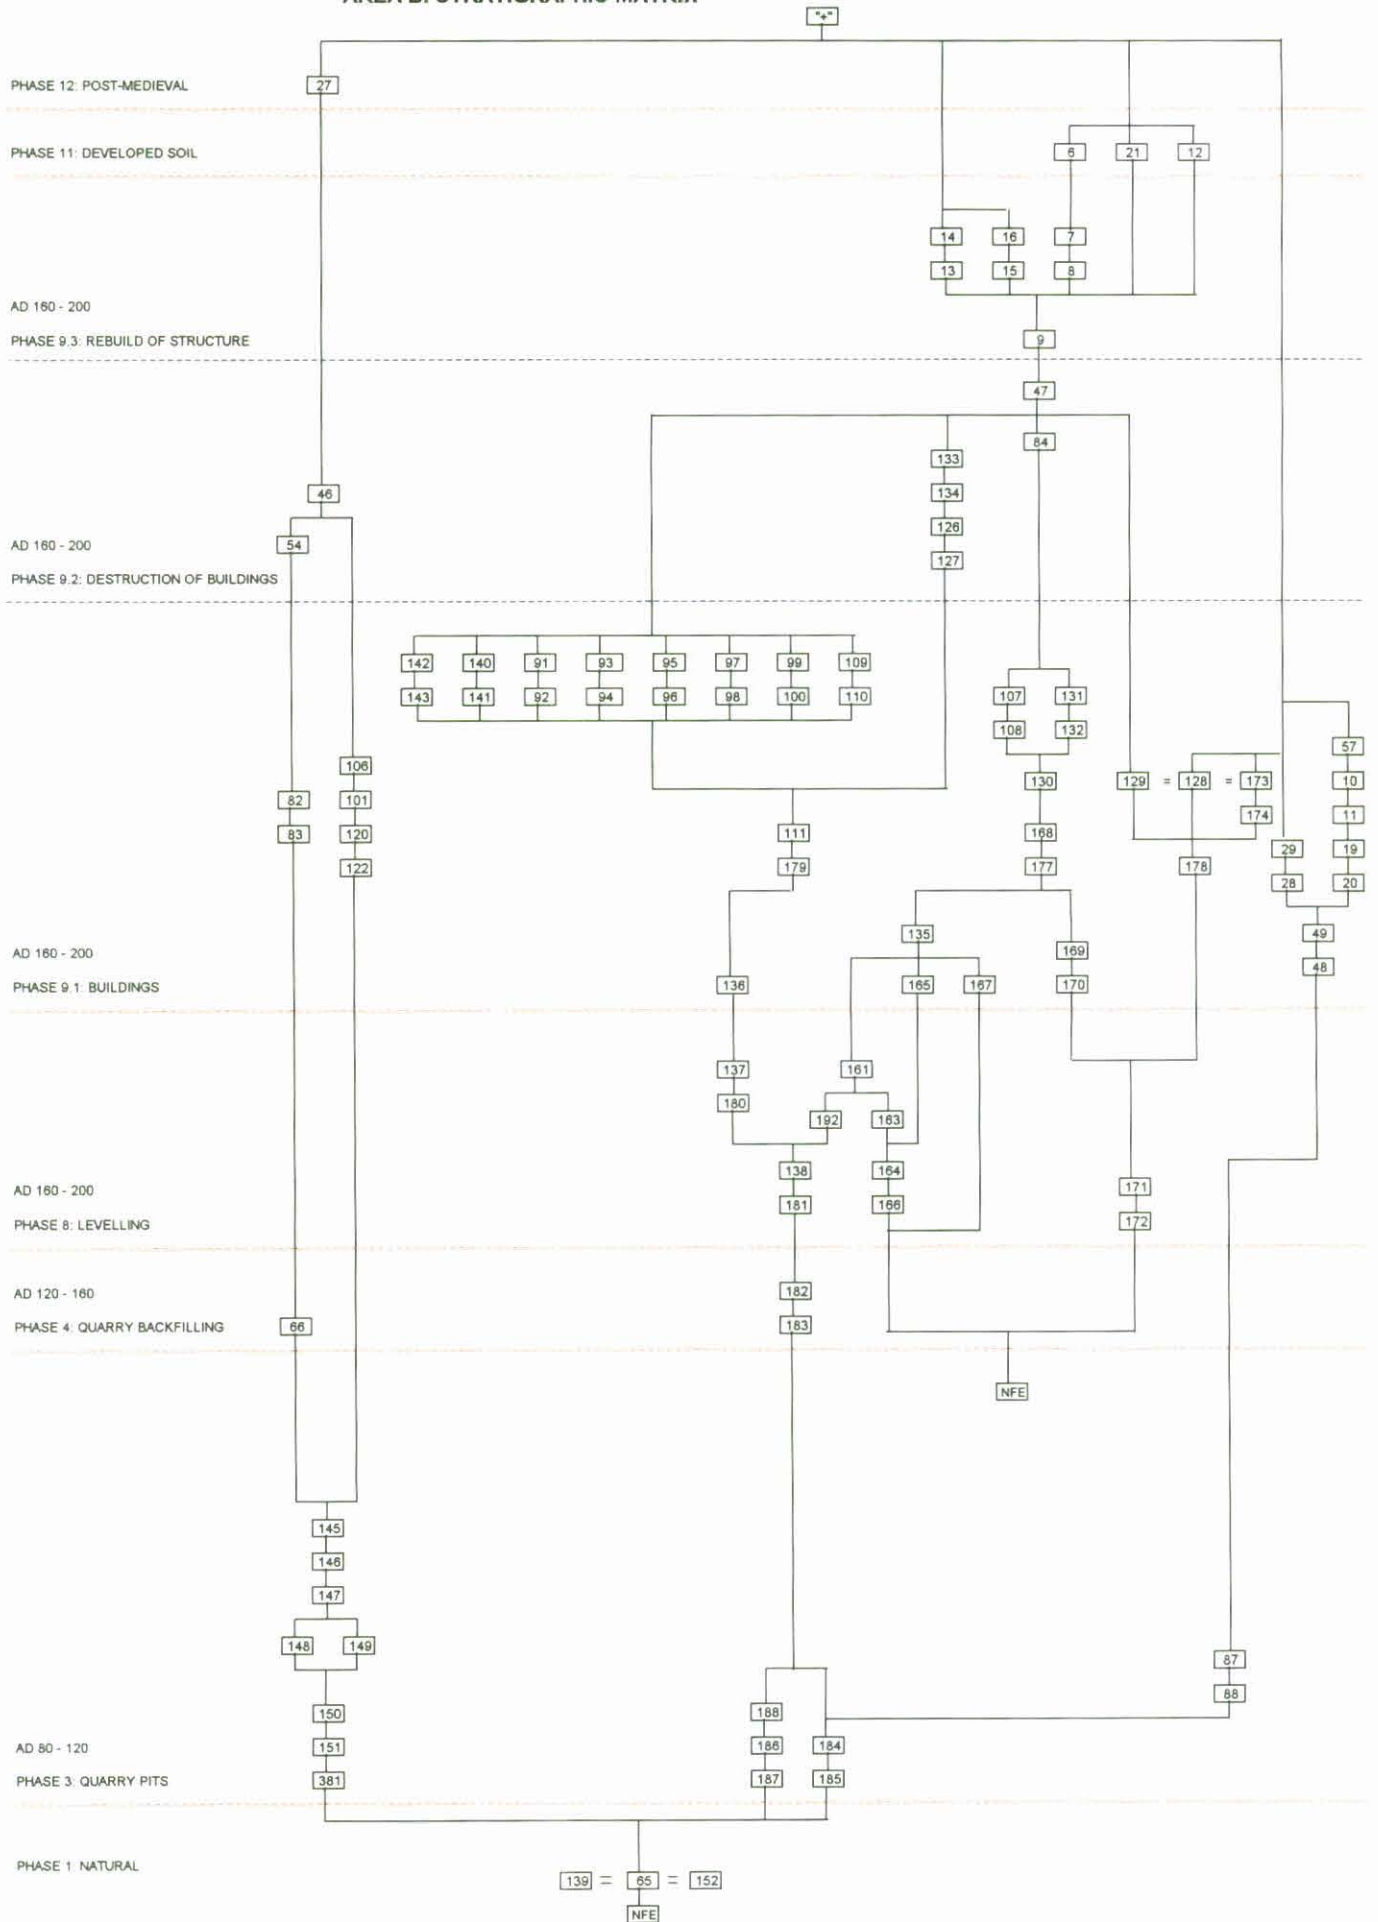 "+"
PHASE 12: POST-MEDIEVAL
27
PHASE 11: DEVELOPED SOIL
6 21 12
14 16 7
13 15 8
AD 160 - 200
PHASE 9.3: REBUILD OF STRUCTURE
9
47
84
133
134
46
126
AD 160 - 200
54
127
PHASE 9.2: DESTRUCTION OF BUILDINGS
142 140 91 93 95 97 99 109
143 141 92 94 96 98 100 110
107 131
108 132
57
106
130 129 = 128 = 173 10
82 101
174 11
83 120
111 168
29 19
122
179 177 178
28 20
135
49
AD 160 - 200
169
48
PHASE 9.1: BUILDINGS
136 165 167 170
137 161
180
192 163
138 164
AD 160 - 200
171
181 166
PHASE 8: LEVELLING
172
AD 120 - 160
182
PHASE 4: QUARRY BACKFILLING
66
183
NFE
145
146
147
148 149
87
88
150 188
AD 80 - 120
151 186 184
PHASE 3: QUARRY PITS
381 187 185
PHASE 1: NATURAL
139 = 65 = 152
NFE